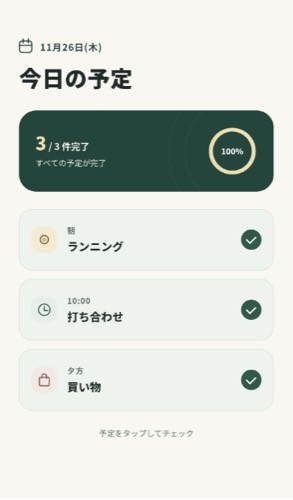 11月26日(木)
今日の予定
3 / 3 件完了
すべての予定が完了
100%
朝
ランニング
10:00
打ち合わせ
夕方
買い物
予定をタップしてチェック